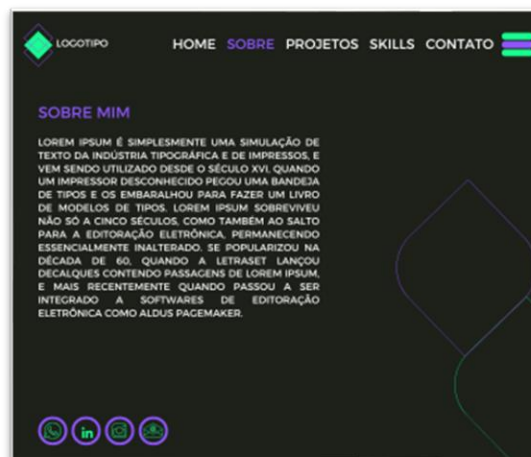 LOGOTIPO
HOME SOBRE PROJETOS SKILLS CONTATO
SOBRE MIM
LOREM IPSUM É SIMPLESMENTE UMA SIMULAÇÃO DE
TEXTO DA INDÚSTRIA TIPOGRÁFICA E DE IMPRESSOS, E
VEM SENDO UTILIZADO DESDE O SÉCULO XVI, QUANDO
UM IMPRESSOR DESCONHECIDO PEGOU UMA BANDEJA
DE TIPOS E OS EMBARALHOU PARA FAZER UM LIVRO
DE MODELOS DE TIPOS. LOREM IPSUM SOBREVIVEU
NÃO SÓ A CINCO SÉCULOS, COMO TAMBÉM AO SALTO
PARA A EDITORAÇÃO ELETRÔNICA, PERMANECENDO
ESSENCIALMENTE INALTERADO. SE POPULARIZOU NA
DÉCADA DE 60, QUANDO A LETRASET LANÇOU
DECALQUES CONTENDO PASSAGENS DE LOREM IPSUM,
E MAIS RECENTEMENTE QUANDO PASSOU A SER
INTEGRADO A SOFTWARES DE EDITORAÇÃO
ELETRÔNICA COMO ALDUS PAGEMAKER.
in